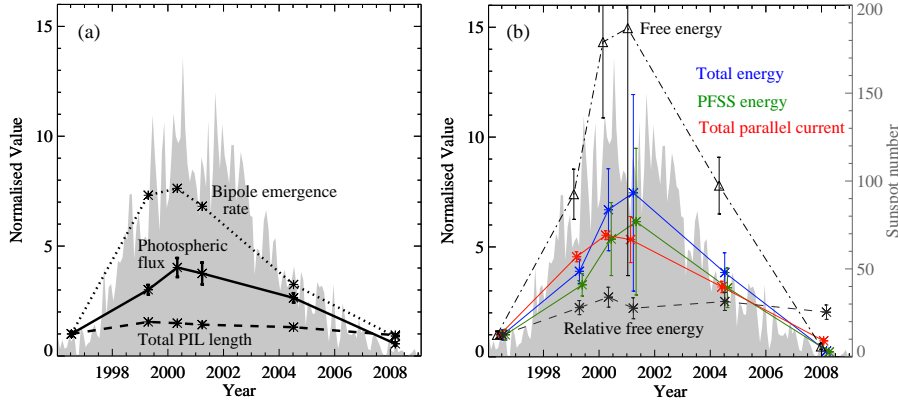 (a)
15
10
5
0
Normalised Value
Bipole emergence
rate
Photospheric
flux
Total PIL length
1998 2000 2002 2004 2006 2008
Year
(b)
15
10
5
0
Normalised Value
Free energy
Total energy
PFSS energy
Total parallel current
Relative free energy
200
150
100
50
0
Sunspot number
1998 2000 2002 2004 2006 2008
Year